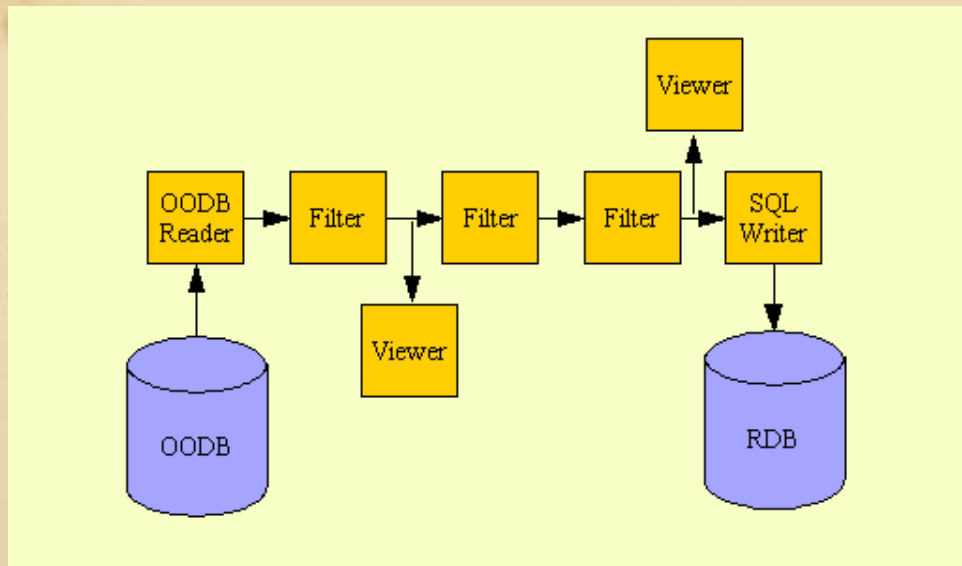 Viewer
OODB
Reader
Filter
Filter
Filter
SQL
Writer
Viewer
OODB
RDB